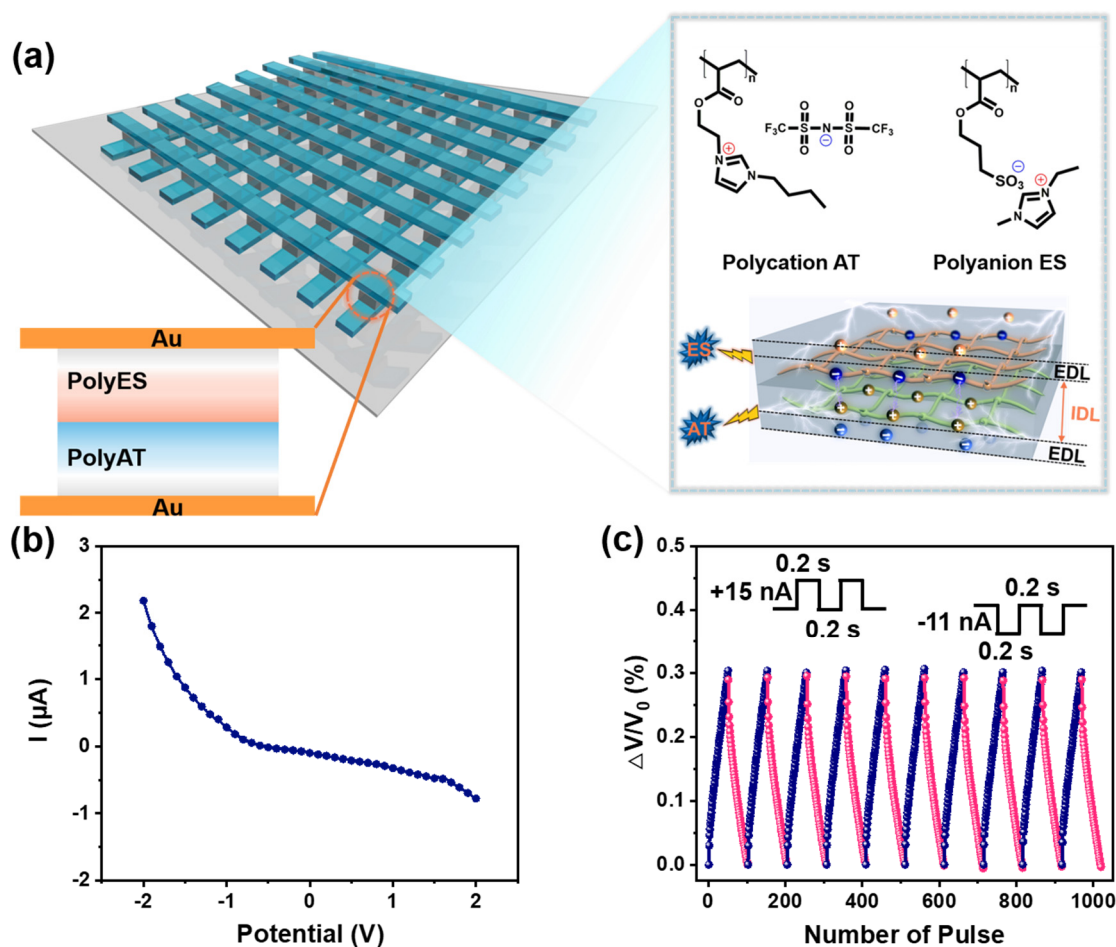 (a)
Au
PolyES
PolyAT
Au
n
O
O
F₃C
S
N
S
CF₃
O
O
O
O
⊖
N
⊕
N
Polycation AT
n
O
O
SO₃
⊖
⊕
N
N
Polyanion ES
ES
AT
EDL
IDL
EDL
(b)
I (μA)
3
2
1
0
-1
-2
-2
-1
0
1
2
Potential (V)
(c)
△V/V₀ (%)
0.5
0.4
0.3
0.2
0.1
0.0
0.2 s
+15 nA
0.2 s
0.2 s
-11 nA
0.2 s
0
200
400
600
800
1000
Number of Pulse